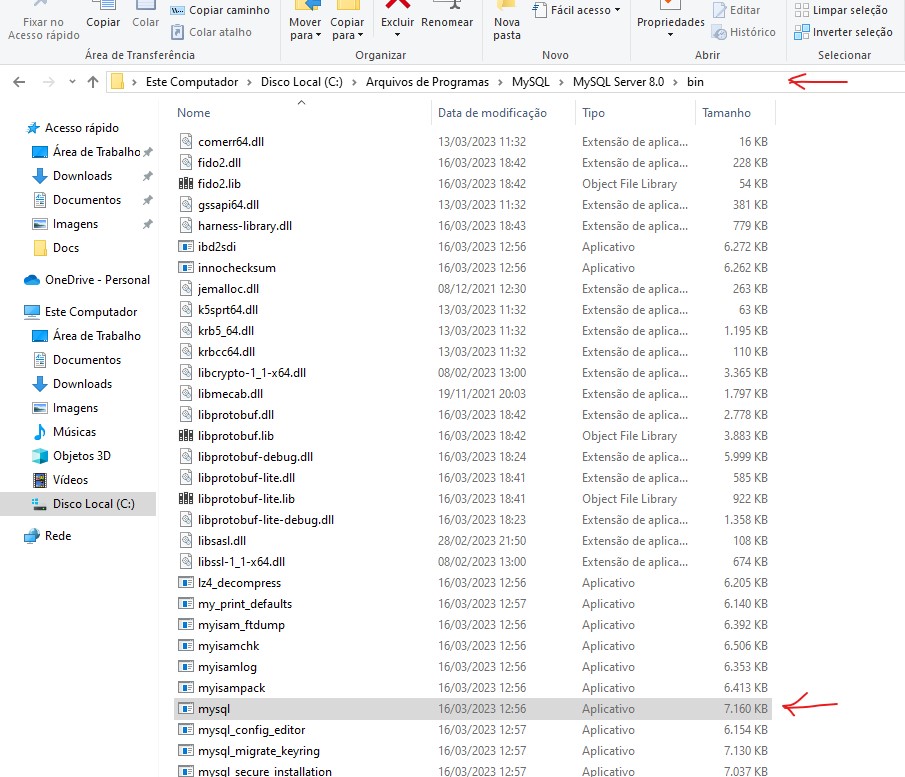 Fixar no
Acesso rápido
Copiar
Colar
Copiar caminho
Colar atalho
Área de Transferência
Mover
para
Copiar
para
Excluir
Renomear
Organizar
Nova
pasta
Fácil acesso
Novo
Propriedades
Editar
Histórico
Abrir
Limpar seleção
Inverter seleção
Selecionar
Este Computador > Disco Local (C:) > Arquivos de Programas > MySQL > MySQL Server 8.0 > bin
Acesso rápido
Área de Trabalho
Downloads
Documentos
Imagens
Docs
OneDrive - Personal
Este Computador
Área de Trabalho
Documentos
Downloads
Imagens
Músicas
Objetos 3D
Vídeos
Disco Local (C:)
Rede
Nome Data de modificação Tipo Tamanho
comerr64.dll 13/03/2023 11:32 Extensão de aplica... 16 KB
fido2.dll 16/03/2023 18:42 Extensão de aplica... 228 KB
fido2.lib 16/03/2023 18:42 Object File Library 54 KB
gssapi64.dll 13/03/2023 11:32 Extensão de aplica... 381 KB
harness-library.dll 16/03/2023 18:43 Extensão de aplica... 779 KB
ibd2sdi 16/03/2023 12:56 Aplicativo 6.272 KB
innochecksum 16/03/2023 12:56 Aplicativo 6.262 KB
jemalloc.dll 08/12/2021 12:30 Extensão de aplica... 263 KB
k5sprt64.dll 13/03/2023 11:32 Extensão de aplica... 63 KB
krb5_64.dll 13/03/2023 11:32 Extensão de aplica... 1.195 KB
krbcc64.dll 13/03/2023 11:32 Extensão de aplica... 110 KB
libcrypto-1_1-x64.dll 08/02/2023 13:00 Extensão de aplica... 3.365 KB
libmecab.dll 19/11/2021 20:03 Extensão de aplica... 1.797 KB
libprotobuf.dll 16/03/2023 18:42 Extensão de aplica... 2.778 KB
libprotobuf.lib 16/03/2023 18:42 Object File Library 3.883 KB
libprotobuf-debug.dll 16/03/2023 18:24 Extensão de aplica... 5.999 KB
libprotobuf-lite.dll 16/03/2023 18:41 Extensão de aplica... 585 KB
libprotobuf-lite.lib 16/03/2023 18:41 Object File Library 922 KB
libprotobuf-lite-debug.dll 16/03/2023 18:23 Extensão de aplica... 1.358 KB
libsasl.dll 28/02/2023 21:50 Extensão de aplica... 108 KB
libssl-1_1-x64.dll 08/02/2023 13:00 Extensão de aplica... 674 KB
lz4_decompress 16/03/2023 12:56 Aplicativo 6.205 KB
my_print_defaults 16/03/2023 12:57 Aplicativo 6.140 KB
myisam_ftdump 16/03/2023 12:56 Aplicativo 6.392 KB
myisamchk 16/03/2023 12:56 Aplicativo 6.506 KB
myisamlog 16/03/2023 12:56 Aplicativo 6.353 KB
myisampack 16/03/2023 12:56 Aplicativo 6.413 KB
mysql 16/03/2023 12:56 Aplicativo 7.160 KB
mysql_config_editor 16/03/2023 12:57 Aplicativo 6.154 KB
mysql_migrate_keyring 16/03/2023 12:57 Aplicativo 7.130 KB
mysql_secure_installation 16/03/2023 12:57 Aplicativo 7.037 KB